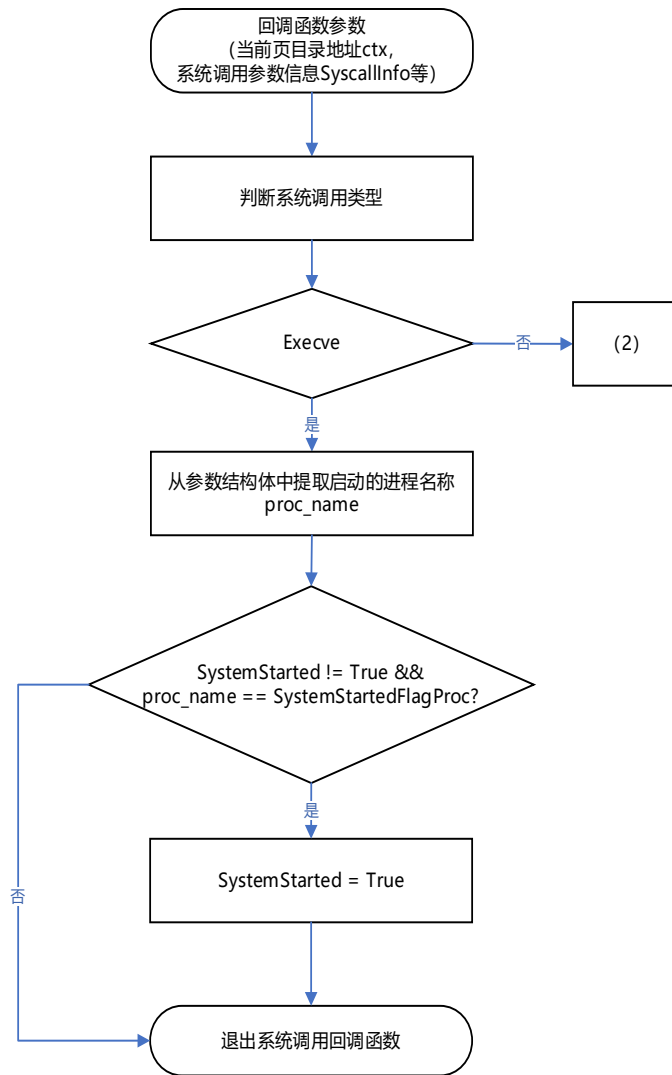 回调函数参数
（当前页目录地址ctx,
系统调用参数信息SyscallInfo等）
判断系统调用类型
Execve
否
(2)
是
从参数结构体中提取启动的进程名称
proc_name
SystemStarted != True &&
proc_name == SystemStartedFlagProc?
是
SystemStarted = True
否
退出系统调用回调函数